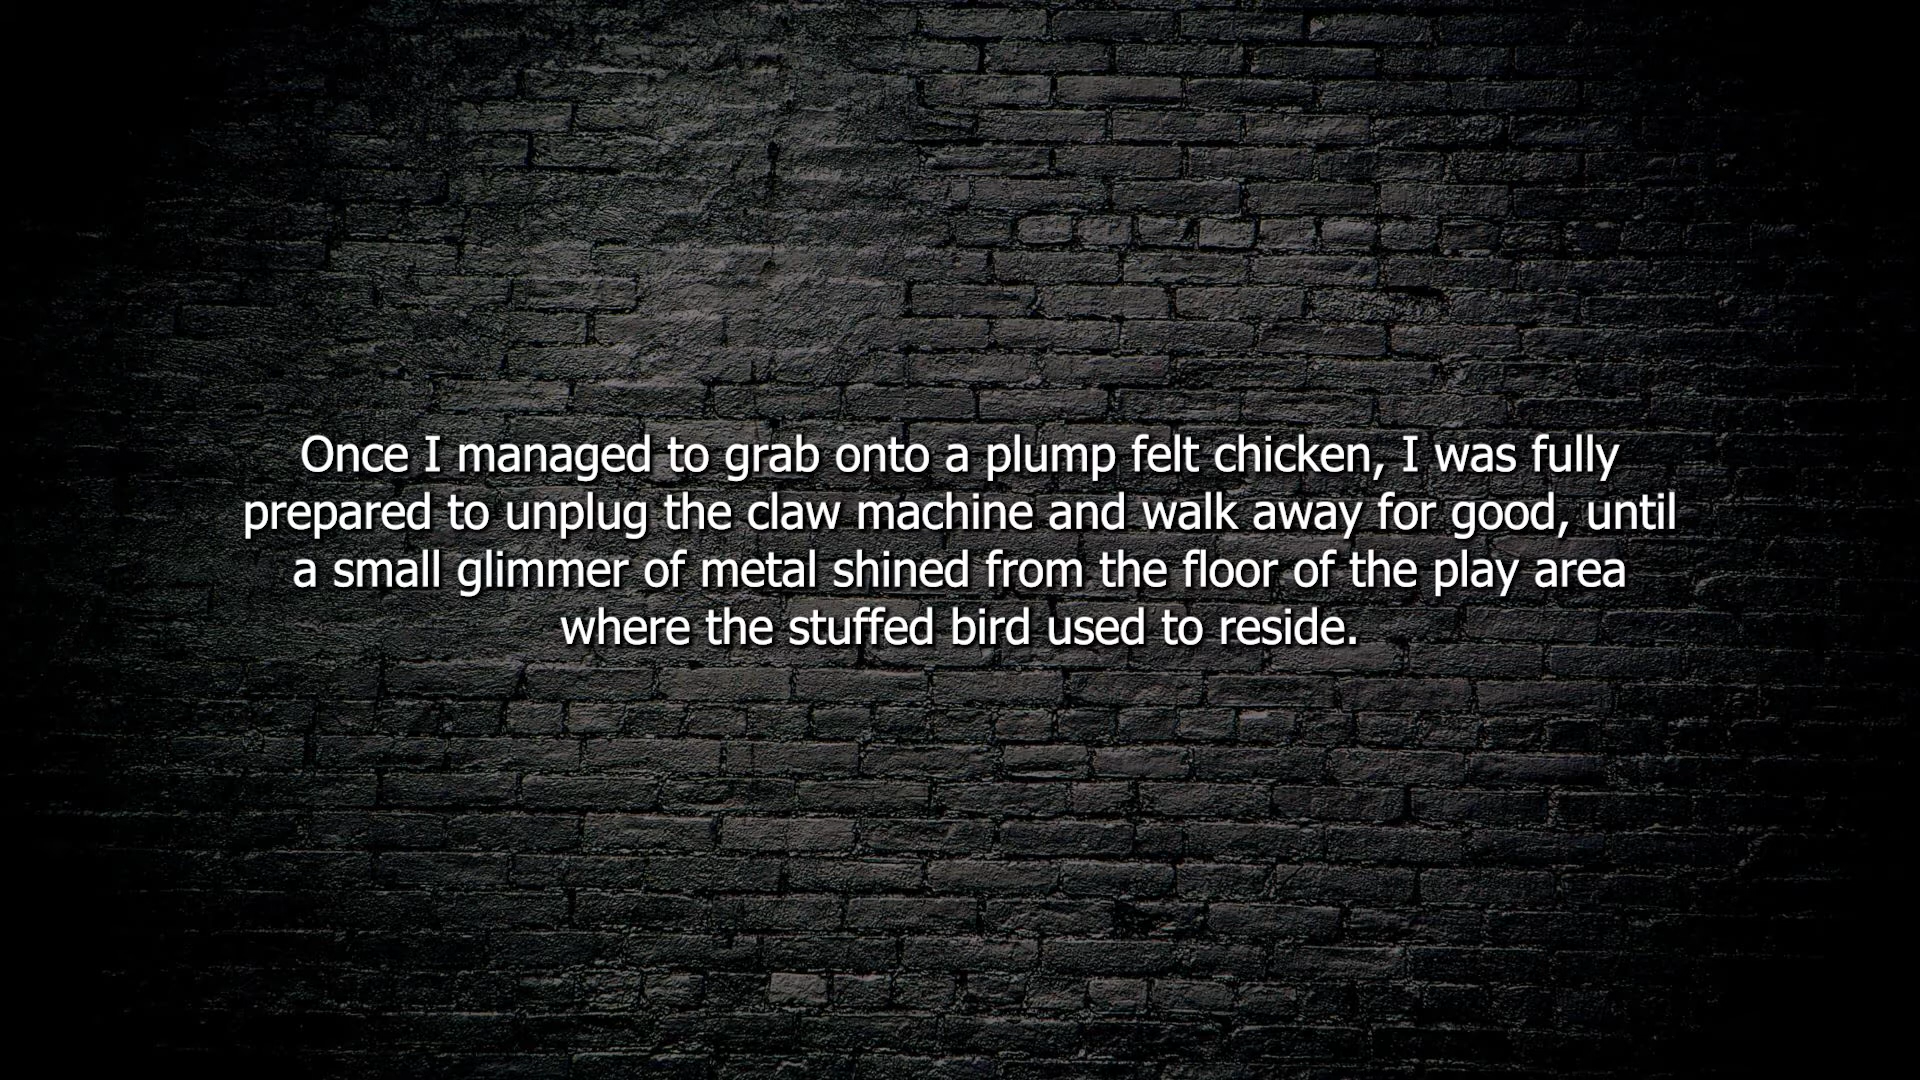 Once I managed to grab onto a plump felt chicken, I was fully
prepared to unplug the claw machine and walk away for good, until
a small glimmer of metal shined from the floor of the play area
where the stuffed bird used to reside.